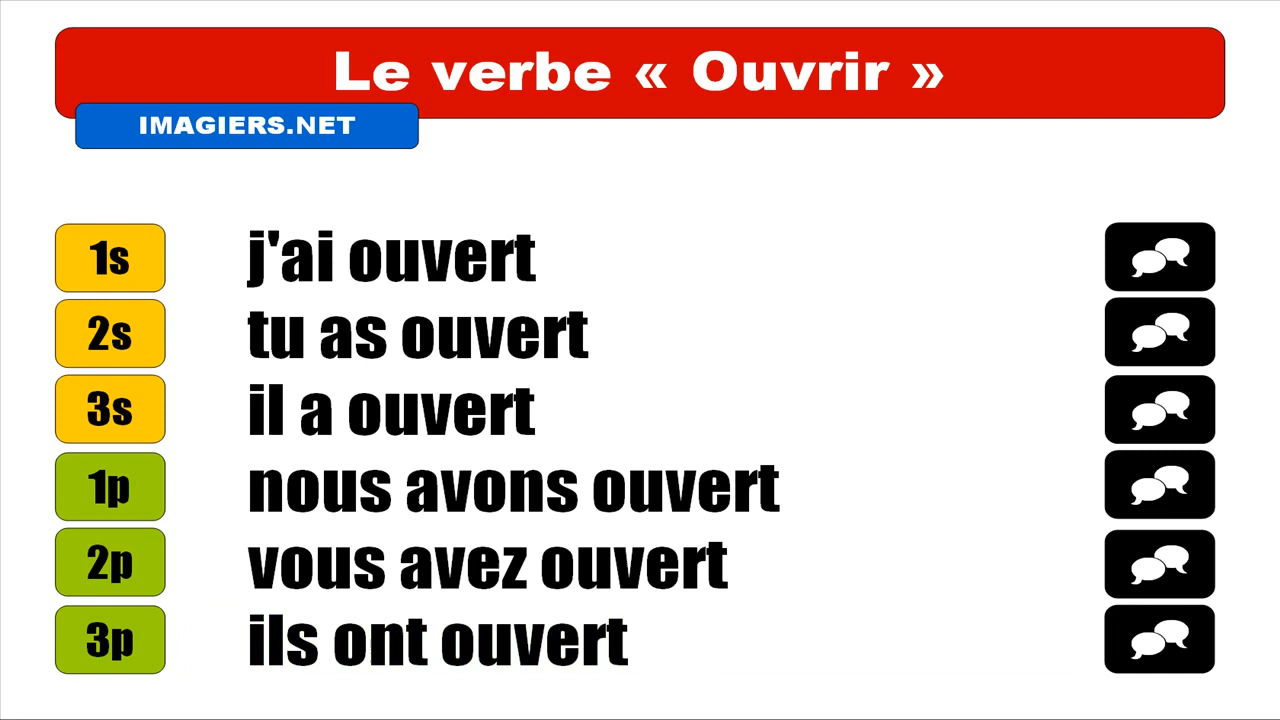 Le verbe « Ouvrir »
IMAGIERS.NET
1s j'ai ouvert
2s tu as ouvert
3s il a ouvert
1p nous avons ouvert
2p vous avez ouvert
3p ils ont ouvert